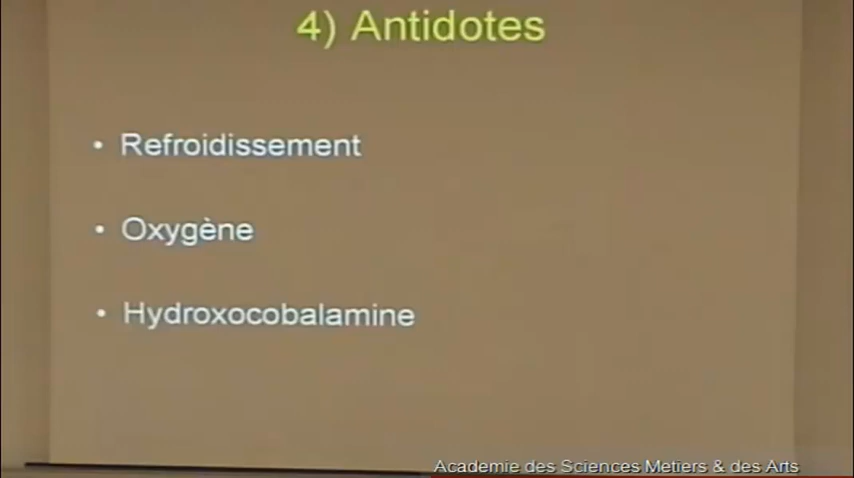 4) Antidotes
• Refroidissement
• Oxygène
• Hydroxocobalamine
Academie des Sciences Metiers & des Arts